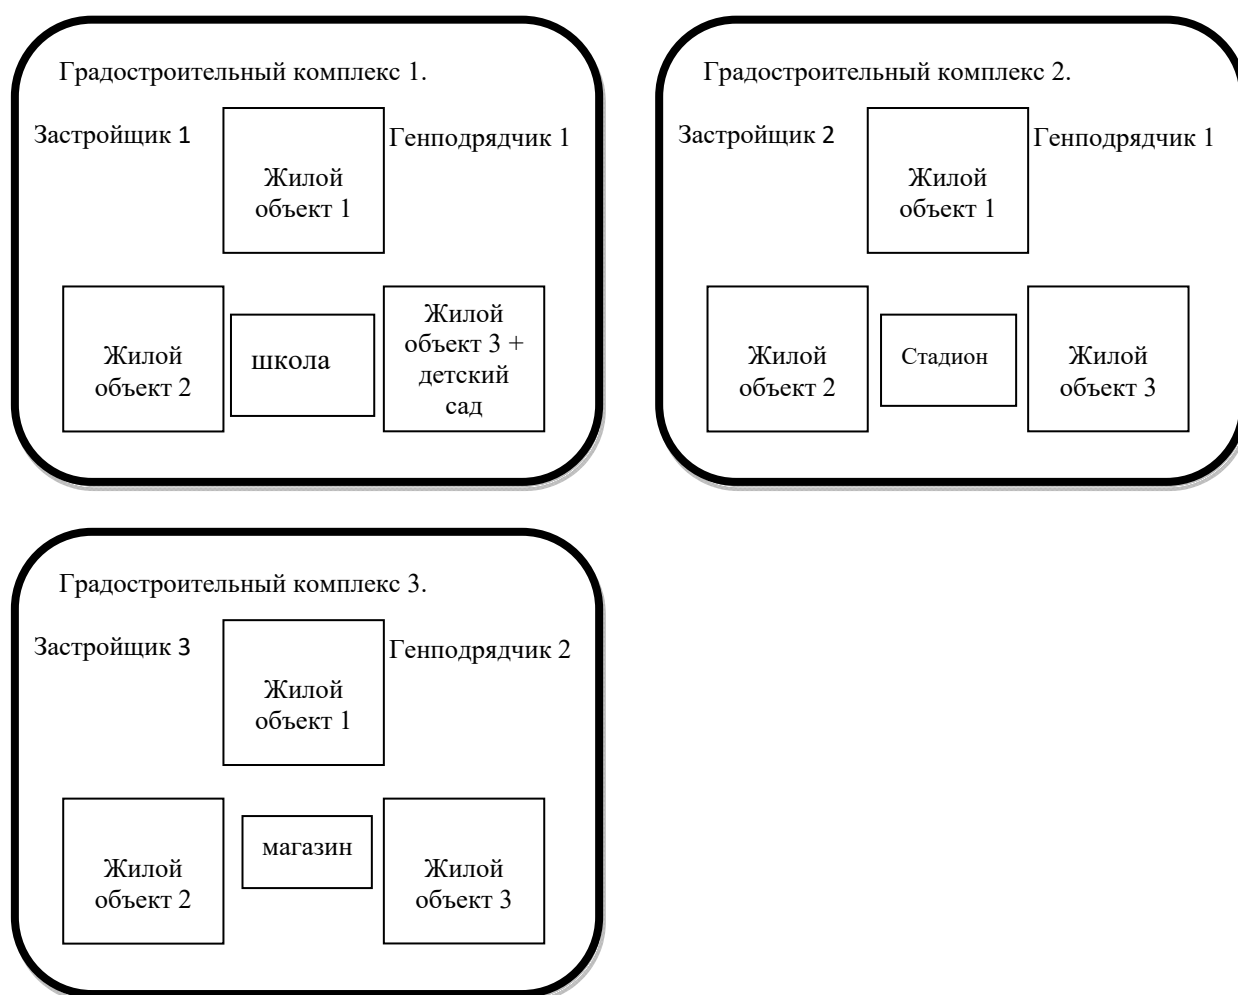 Градостроительный комплекс 1.
Застройщик 1
Генподрядчик 1
Жилой
объект 1
Жилой
объект 2
школа
Жилой
объект 3 +
детский
сад
Градостроительный комплекс 2.
Застройщик 2
Генподрядчик 1
Жилой
объект 1
Жилой
объект 2
Стадион
Жилой
объект 3
Градостроительный комплекс 3.
Застройщик 3
Генподрядчик 2
Жилой
объект 1
Жилой
объект 2
магазин
Жилой
объект 3